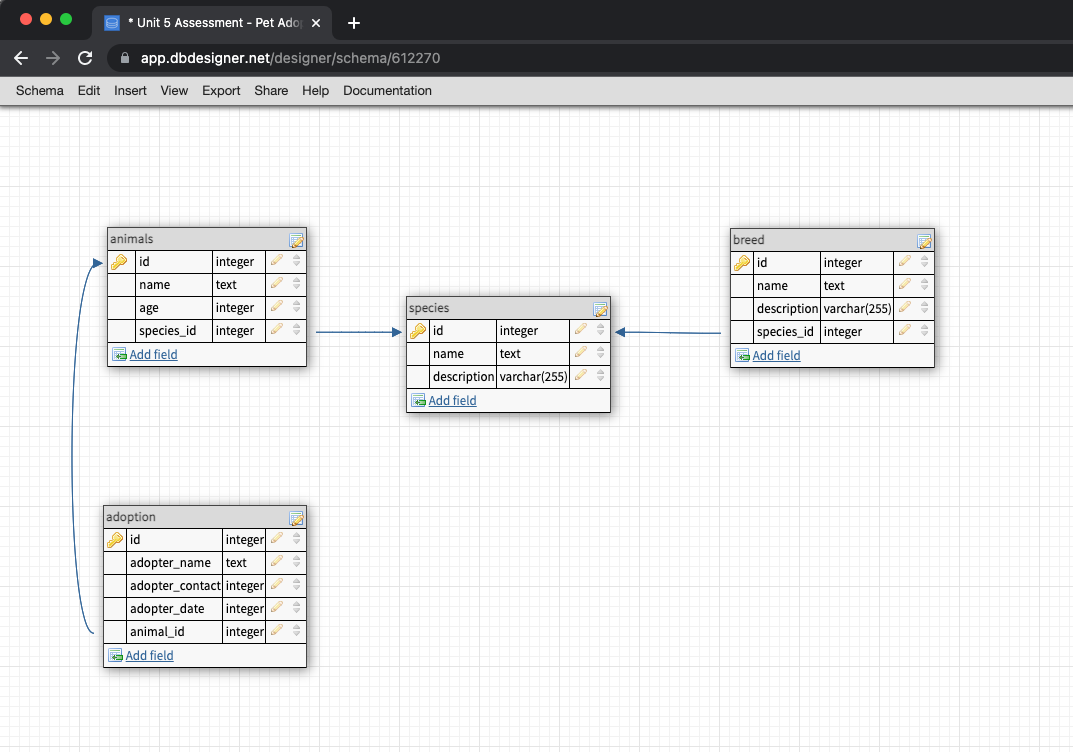 * Unit 5 Assessment - Pet Ado
app.dbdesigner.net/designer/schema/612270
Schema Edit Insert View Export Share Help Documentation
animals
id integer
name text
age integer
species_id integer
Add field
species
id integer
name text
description varchar(255)
Add field
breed
id integer
name text
description varchar(255)
species_id integer
Add field
adoption
id integer
adopter_name text
adopter_contact integer
adopter_date integer
animal_id integer
Add field